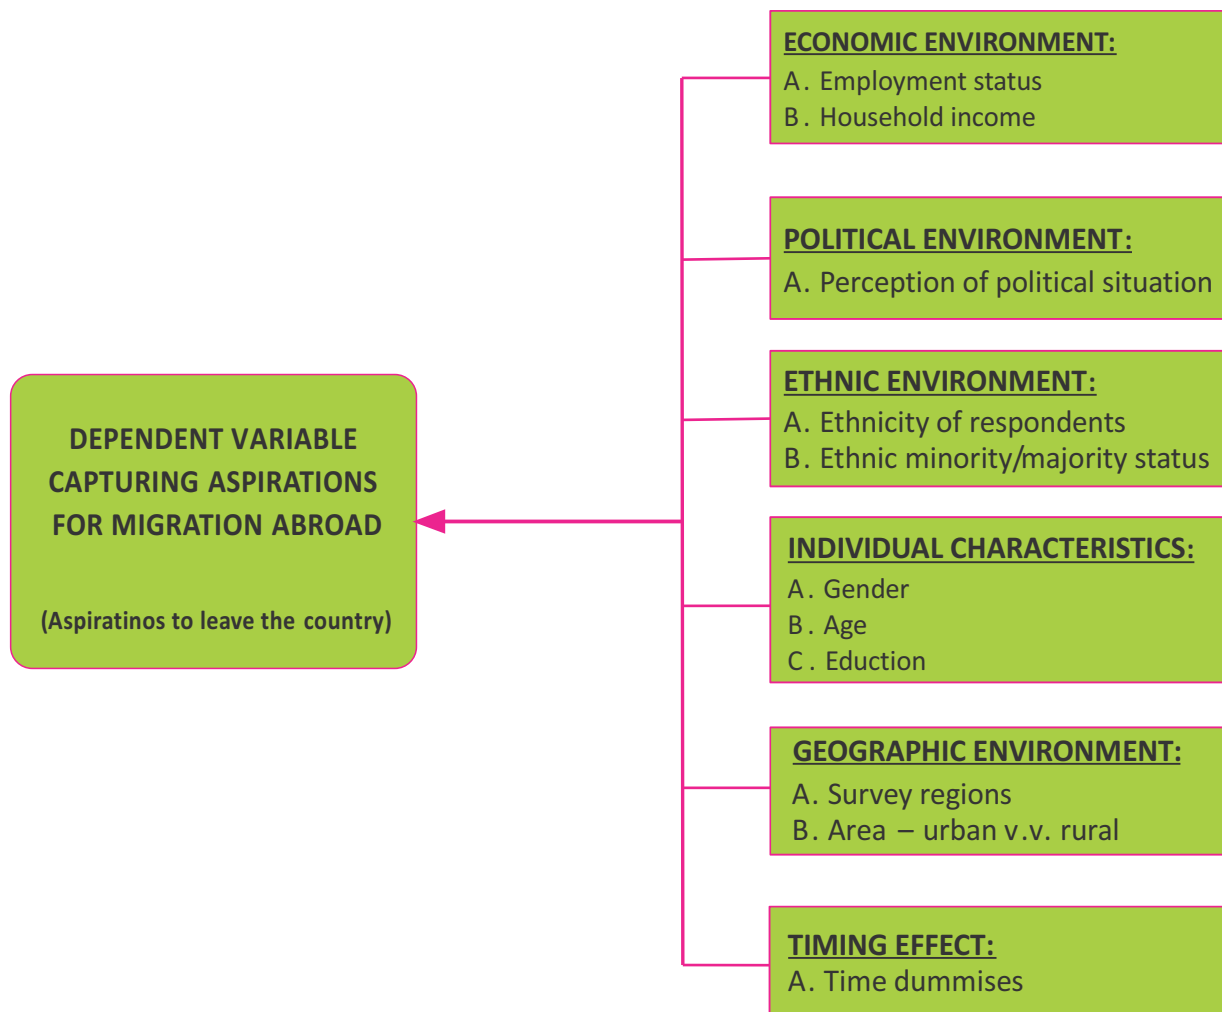 DEPENDENT VARIABLE
CAPTURING ASPIRATIONS
FOR MIGRATION ABROAD
(Aspiratinos to leave the country)
ECONOMIC ENVIRONMENT:
A. Employment status
B. Household income
POLITICAL ENVIRONMENT:
A. Perception of political situation
ETHNIC ENVIRONMENT:
A. Ethnicity of respondents
B. Ethnic minority/majority status
INDIVIDUAL CHARACTERISTICS:
A. Gender
B. Age
C. Eduction
GEOGRAPHIC ENVIRONMENT:
A. Survey regions
B. Area – urban v.v. rural
TIMING EFFECT:
A. Time dummises